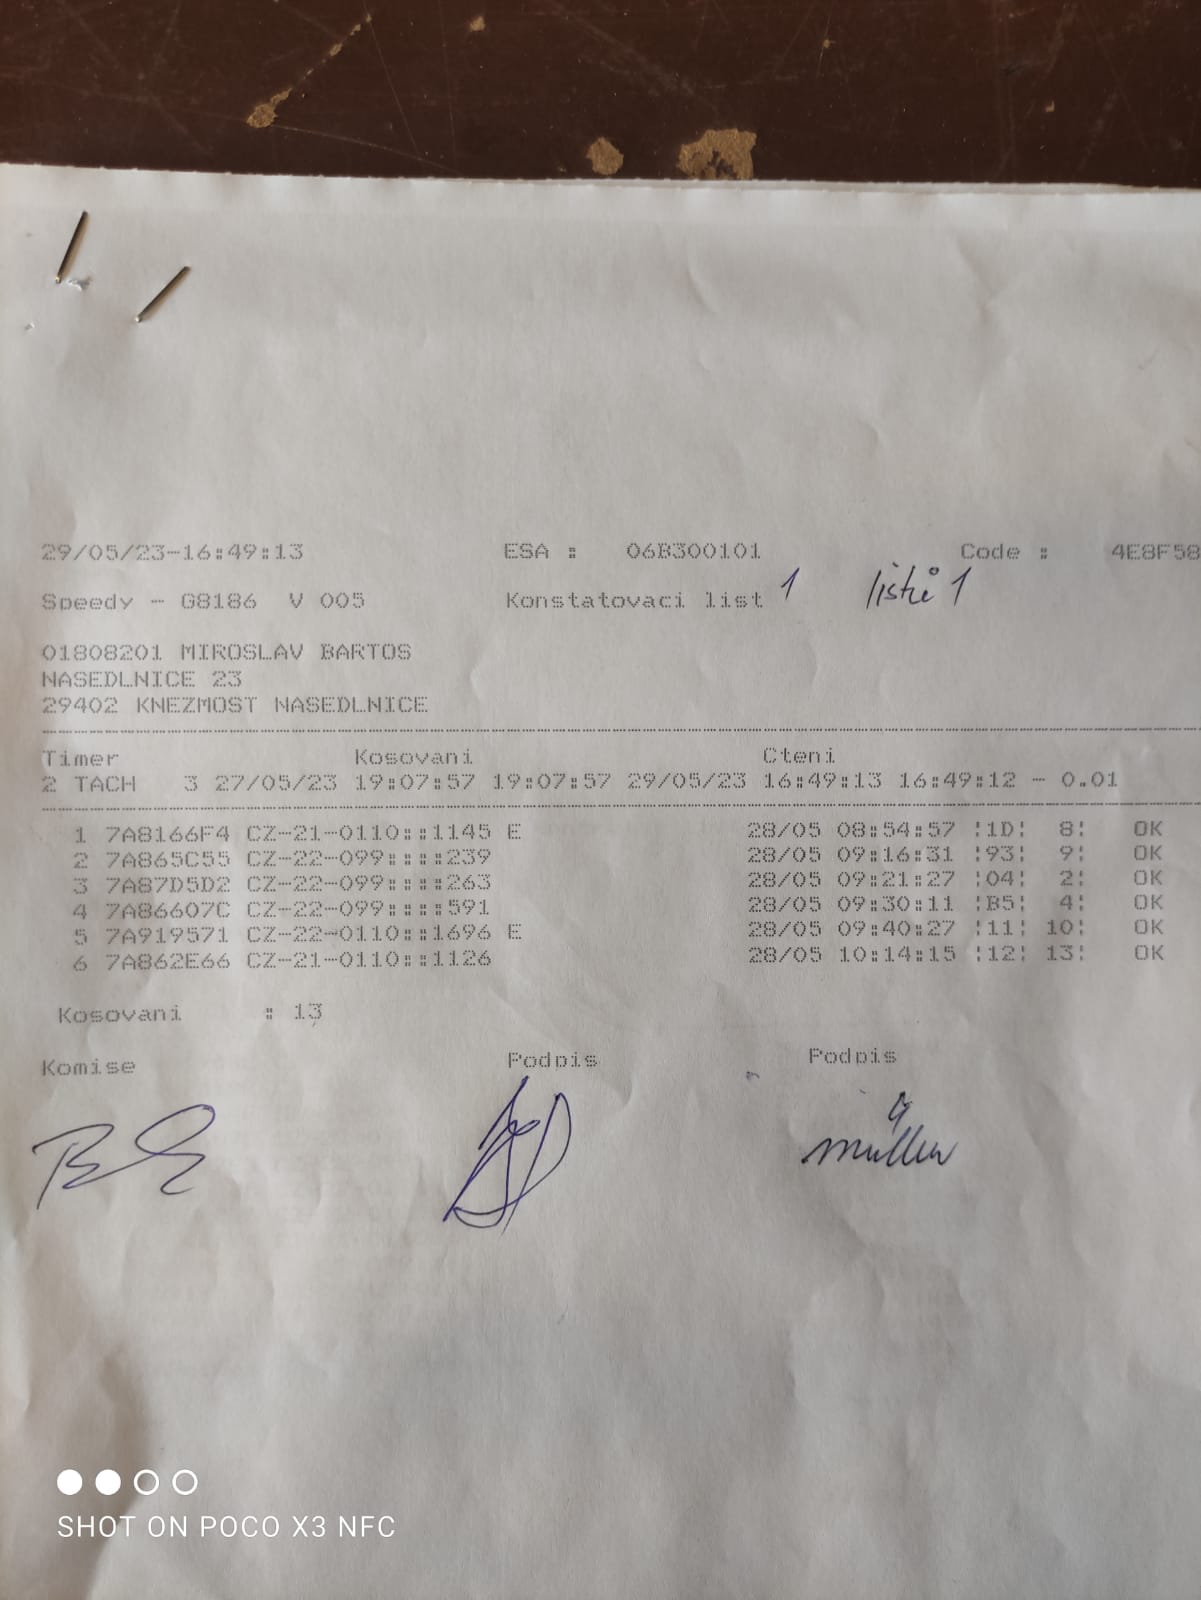 29/05/23-16:49:13 ESA : 06B300101 Code : 4E8F58
Speedy - G8186 V 005 Konstatovaci list 1 lístků 1
01808201 MIROSLAV BARTOS
NASEDLNICE 23
29402 KNEZMOST NASEDLNICE
Timer Kosovani Cteni
2 TACH 3 27/05/23 19:07:57 19:07:57 29/05/23 16:49:13 16:49:12 - 0.01
1 7A8166F4 CZ-21-0110:::1145 E 28/05 08:54:57 ¦1D¦ 8¦ OK
2 7A865C55 CZ-22-099::::239 28/05 09:16:31 ¦93¦ 9¦ OK
3 7A87D5D2 CZ-22-099::::263 28/05 09:21:27 ¦04¦ 2¦ OK
4 7A86607C CZ-22-099::::591 28/05 09:30:11 ¦B5¦ 4¦ OK
5 7A919571 CZ-22-0110:::1696 E 28/05 09:40:27 ¦11¦ 10¦ OK
6 7A862E66 CZ-21-0110:::1126 28/05 10:14:15 ¦12¦ 13¦ OK
Kosovani : 13
Komise Podpis Podpis
müller
SHOT ON POCO X3 NFC